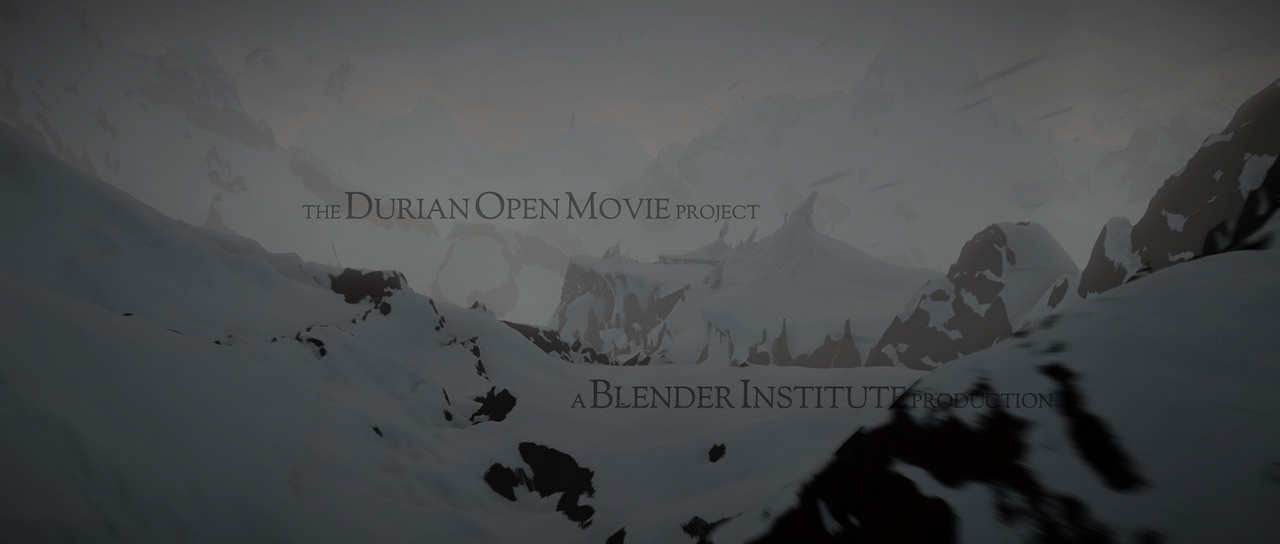 THE DURIAN OPEN MOVIE PROJECT
A BLENDER INSTITUTE PRODUCTION